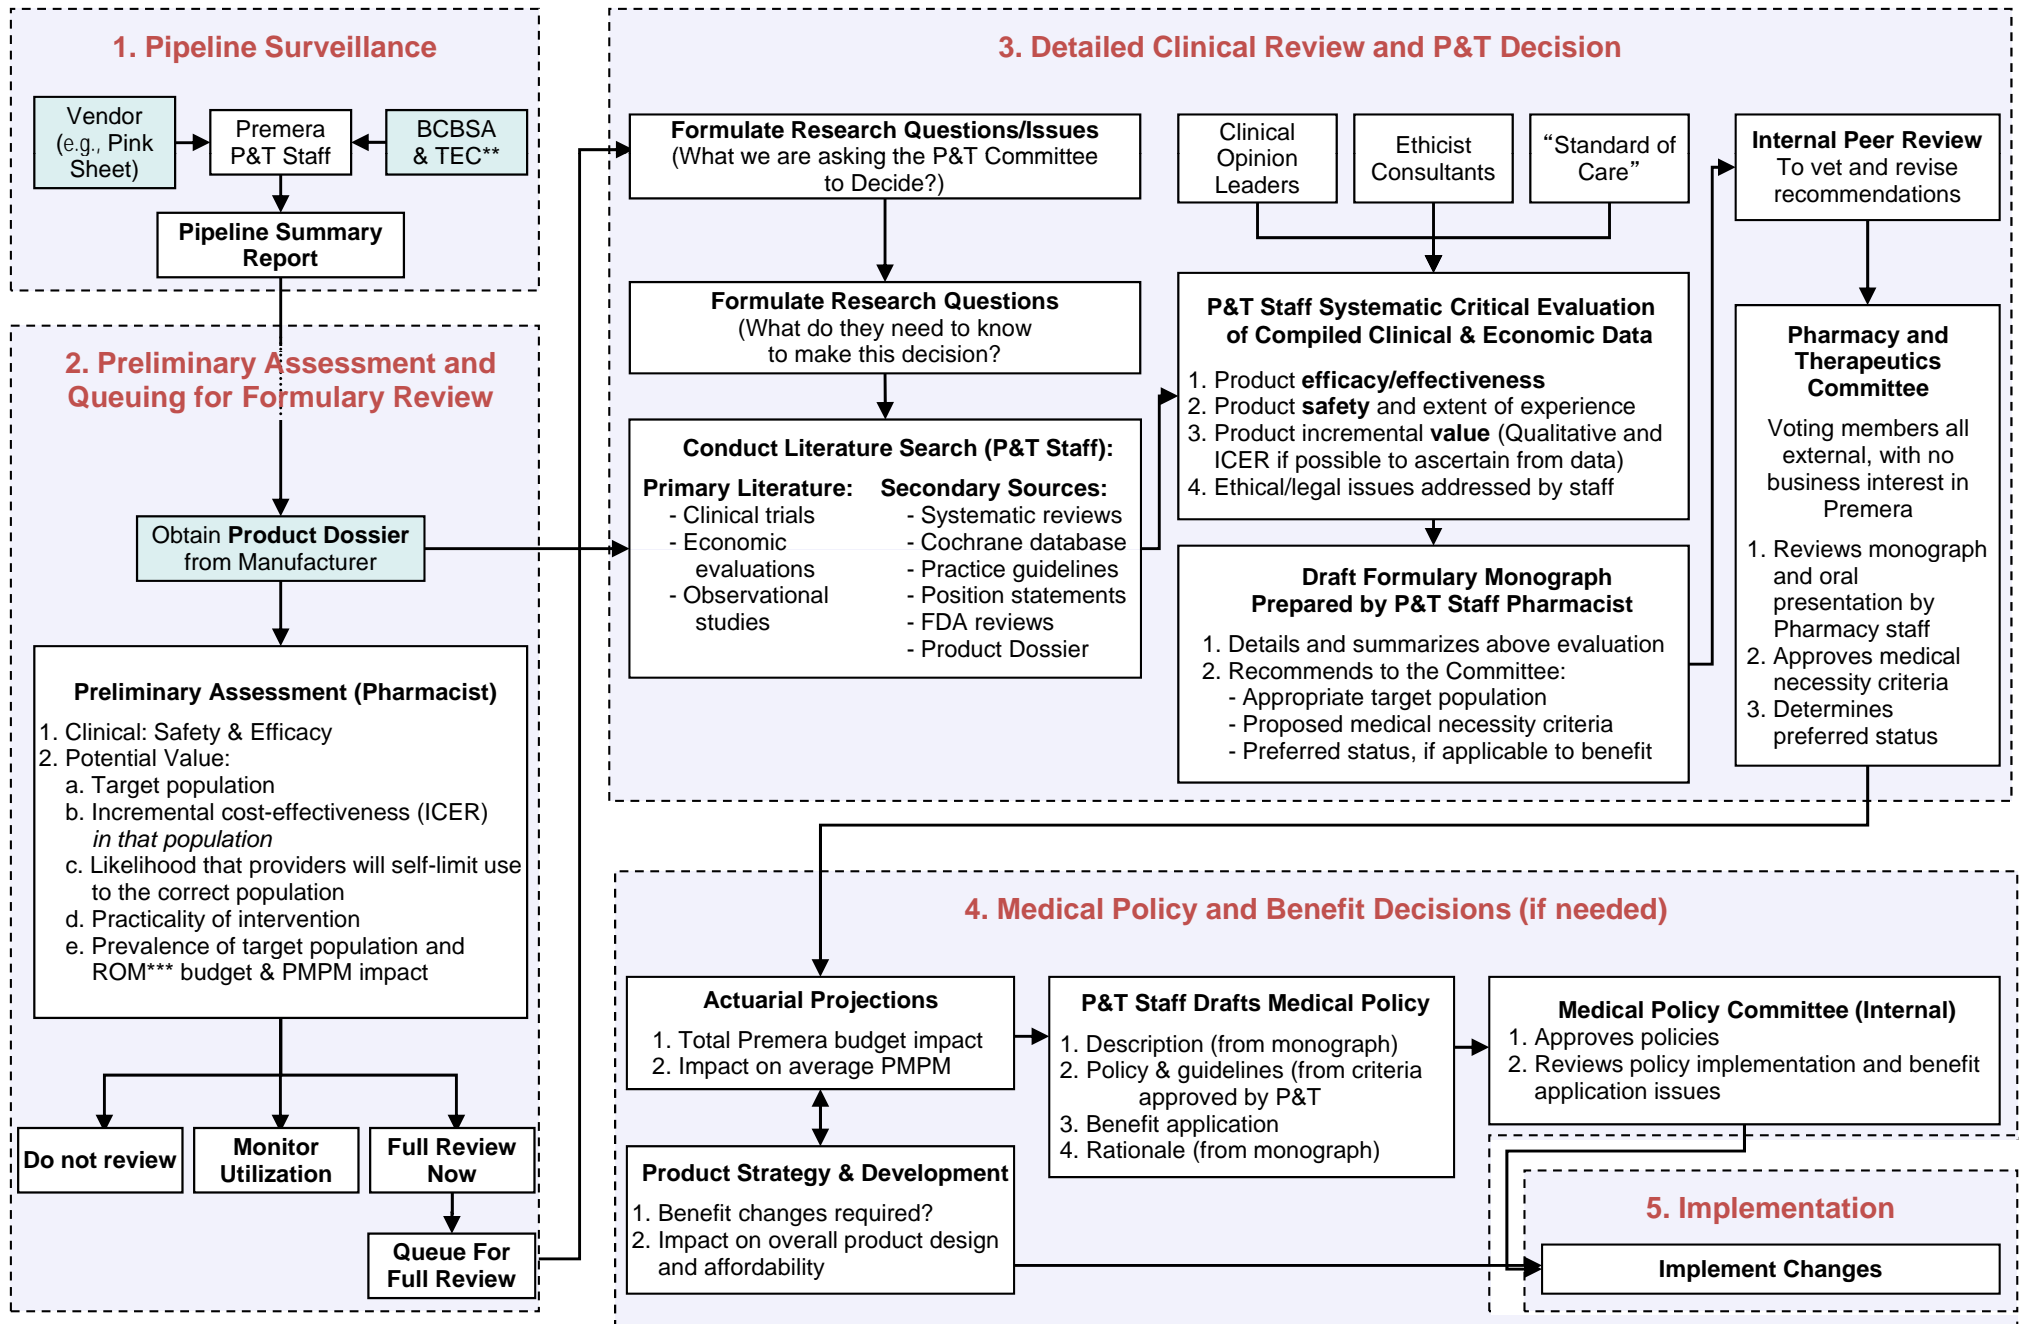 1. Pipeline Surveillance
Vendor
(e.g., Pink
Sheet)
Premera
P&T Staff
BCBSA
& TEC**
Pipeline Summary
Report
2. Preliminary Assessment and
Queuing for Formulary Review
Obtain Product Dossier
from Manufacturer
Preliminary Assessment (Pharmacist)
1. Clinical: Safety & Efficacy
2. Potential Value:
a. Target population
b. Incremental cost-effectiveness (ICER)
in that population
c. Likelihood that providers will self-limit use
to the correct population
d. Practicality of intervention
e. Prevalence of target population and
ROM*** budget & PMPM impact
Do not review
Monitor
Utilization
Full Review
Now
Queue For
Full Review
3. Detailed Clinical Review and P&T Decision
Formulate Research Questions/Issues
(What we are asking the P&T Committee
to Decide?)
Formulate Research Questions
(What do they need to know
to make this decision?
Conduct Literature Search (P&T Staff):
Primary Literature:
- Clinical trials
- Economic
evaluations
- Observational
studies
Secondary Sources:
- Systematic reviews
- Cochrane database
- Practice guidelines
- Position statements
- FDA reviews
- Product Dossier
Clinical
Opinion
Leaders
Ethicist
Consultants
“Standard of
Care”
P&T Staff Systematic Critical Evaluation
of Compiled Clinical & Economic Data
1. Product efficacy/effectiveness
2. Product safety and extent of experience
3. Product incremental value (Qualitative and
ICER if possible to ascertain from data)
4. Ethical/legal issues addressed by staff
Draft Formulary Monograph
Prepared by P&T Staff Pharmacist
1. Details and summarizes above evaluation
2. Recommends to the Committee:
- Appropriate target population
- Proposed medical necessity criteria
- Preferred status, if applicable to benefit
Internal Peer Review
To vet and revise
recommendations
Pharmacy and
Therapeutics
Committee
Voting members all
external, with no
business interest in
Premera
1. Reviews monograph
and oral
presentation by
Pharmacy staff
2. Approves medical
necessity criteria
3. Determines
preferred status
4. Medical Policy and Benefit Decisions (if needed)
Actuarial Projections
1. Total Premera budget impact
2. Impact on average PMPM
Product Strategy & Development
1. Benefit changes required?
2. Impact on overall product design
and affordability
P&T Staff Drafts Medical Policy
1. Description (from monograph)
2. Policy & guidelines (from criteria
approved by P&T
3. Benefit application
4. Rationale (from monograph)
Medical Policy Committee (Internal)
1. Approves policies
2. Reviews policy implementation and benefit
application issues
5. Implementation
Implement Changes